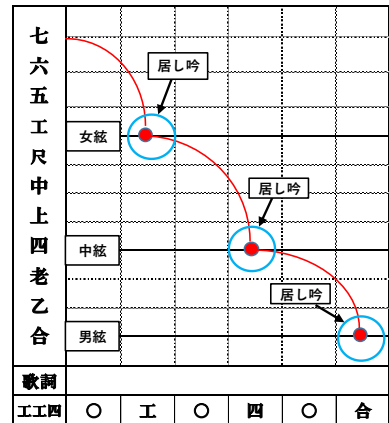 七
六
五
工
尺
中
上
四
老
乙
合
居し吟
女絃
居し吟
中絃
居し吟
男絃
歌詞
工工四 〇 工 〇 四 〇 合